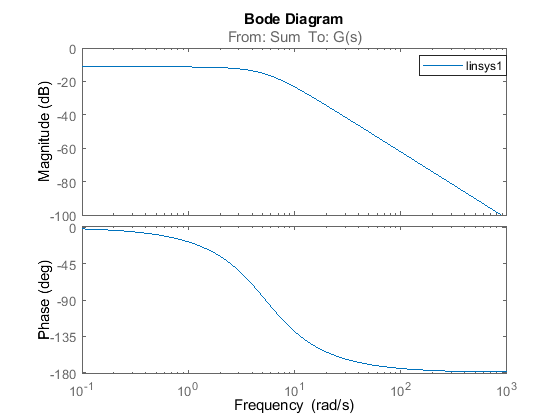 Bode Diagram
From: Sum To: G(s)
0
-20
-40
-60
-80
-100
Magnitude (dB)
linsys1
0
-45
-90
-135
-180
Phase (deg)
10^-1 10^0 10^1 10^2 10^3
Frequency (rad/s)